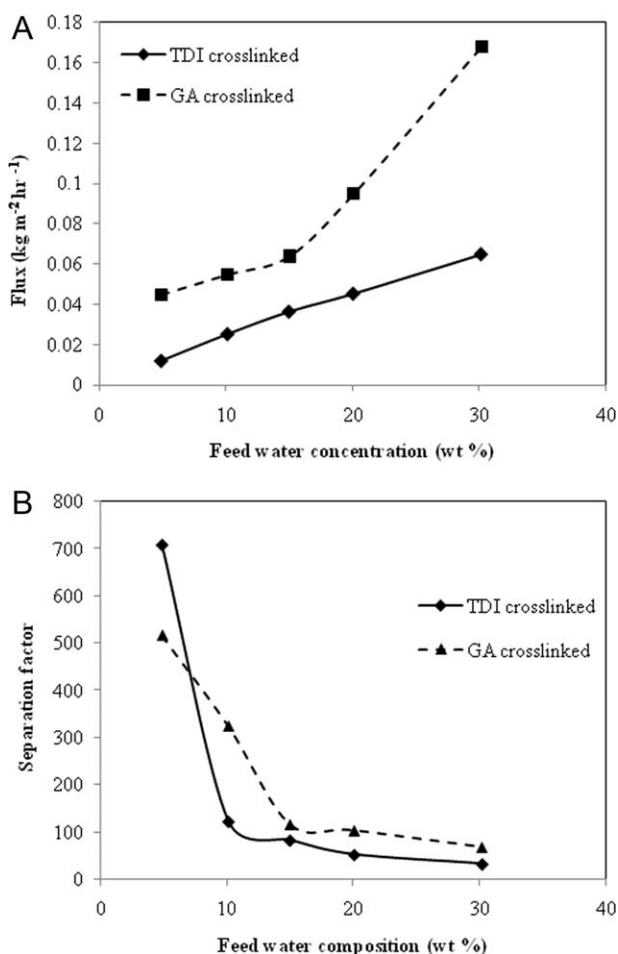 A
0.18
0.16
0.14
0.12
0.1
0.08
0.06
0.04
0.02
0
Flux (kg m⁻² hr⁻¹)
TDI crosslinked
GA crosslinked
0 10 20 30 40
Feed water concentration (wt %)
B
800
700
600
500
400
300
200
100
0
Separation factor
TDI crosslinked
GA crosslinked
0 10 20 30 40
Feed water composition (wt %)